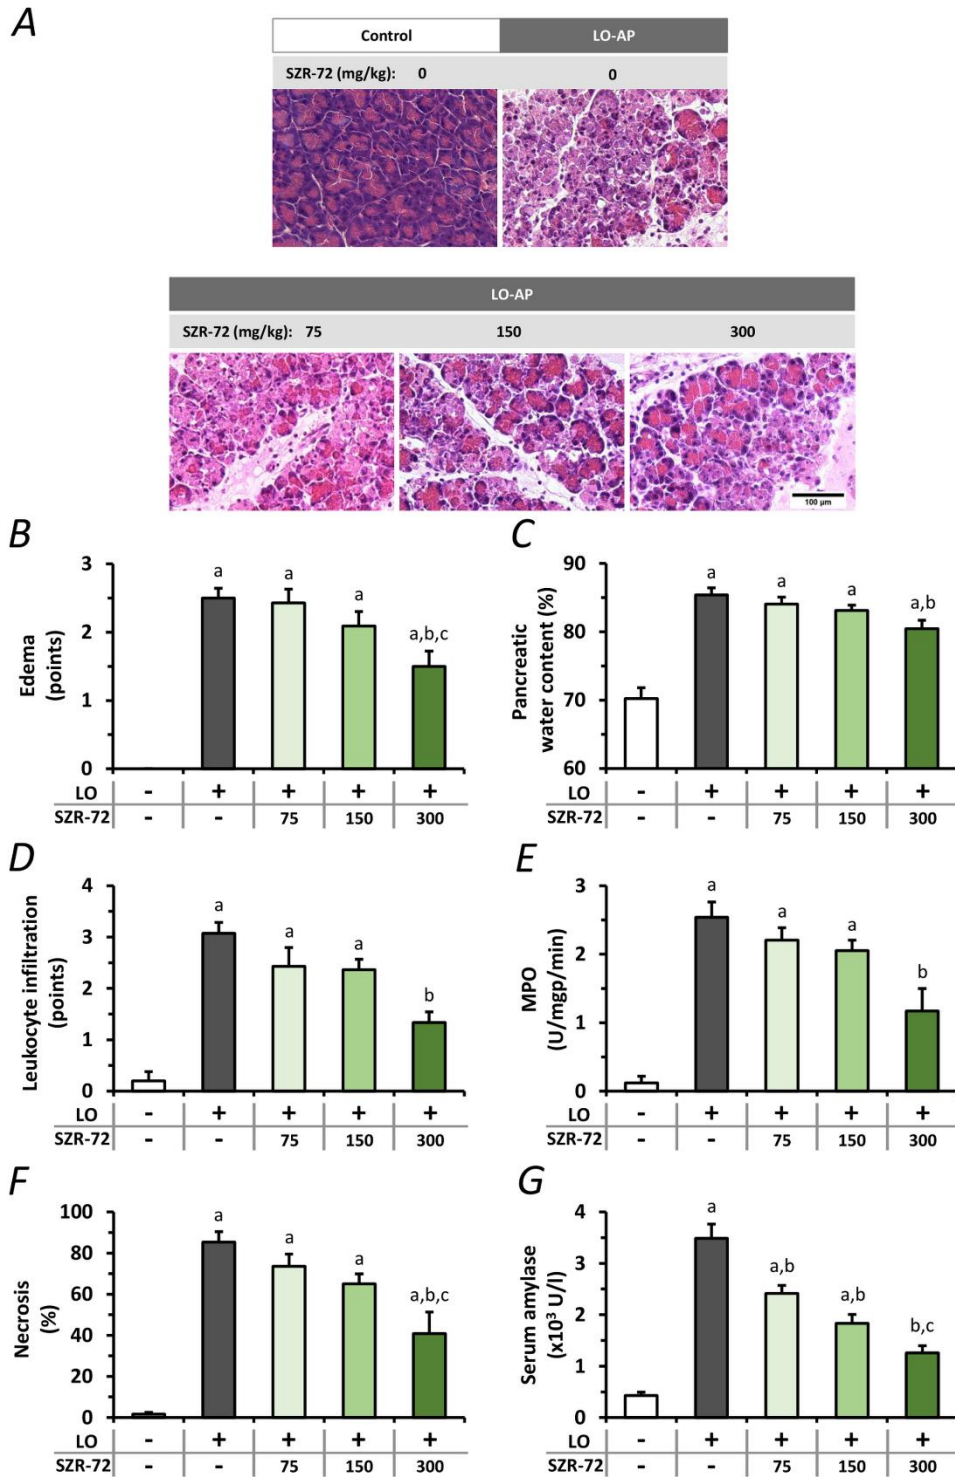 A
Control LO-AP
SZR-72 (mg/kg): 0 0
LO-AP
SZR-72 (mg/kg): 75 150 300
100 µm
B
Edema
(points)
3
2
1
0
a a a a,b,c
LO - + + + +
SZR-72 - - 75 150 300
C
Pancreatic
water content (%)
90
80
70
60
a a a a,b
LO - + + + +
SZR-72 - - 75 150 300
D
Leukocyte infiltration
(points)
4
3
2
1
0
a a a b
LO - + + + +
SZR-72 - - 75 150 300
E
MPO
(U/mgp/min)
3
2
1
0
a a a b
LO - + + + +
SZR-72 - - 75 150 300
F
Necrosis
(%)
100
80
60
40
20
0
a a a a,b,c
LO - + + + +
SZR-72 - - 75 150 300
G
Serum amylase
(x10³ U/l)
4
3
2
1
0
a a,b a,b b,c
LO - + + + +
SZR-72 - - 75 150 300